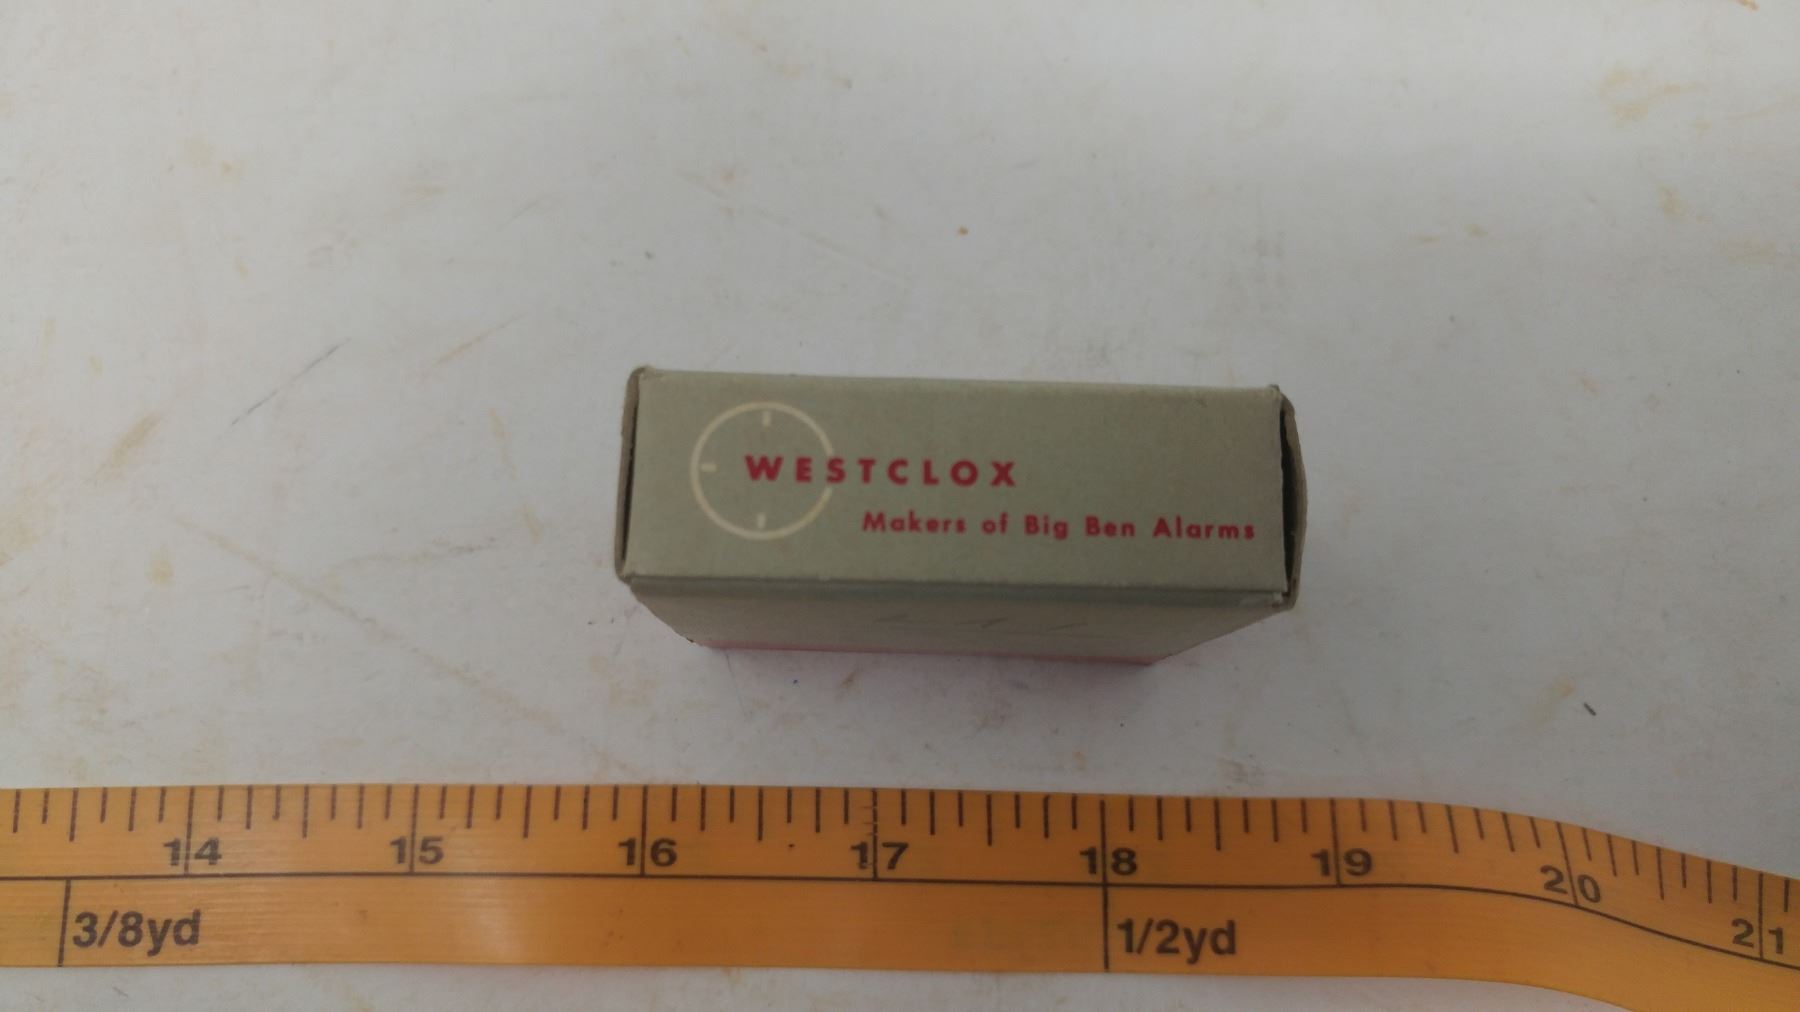 WESTCLOX
Makers of Big Ben Alarms
14 15 16 17 18 19 20 21
3/8yd 1/2yd